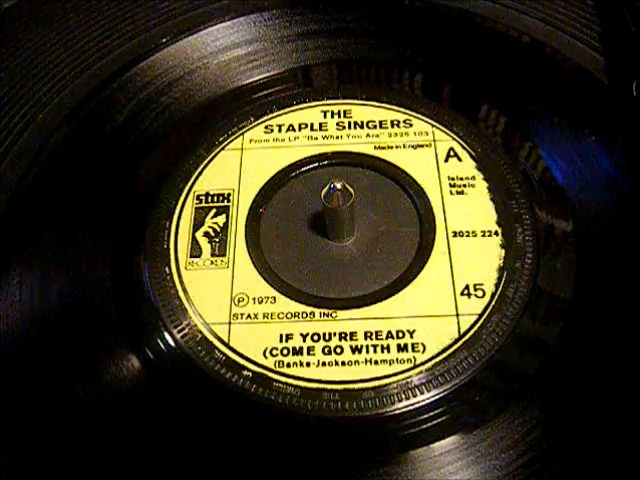 THE
STAPLE SINGERS
From the LP "Be What You Are" 2325 103
Made in England
A
Island
Music
Ltd.
stax
RECORDS
2025 224
45
Ⓟ 1973
STAX RECORDS INC
IF YOU'RE READY
(COME GO WITH ME)
(Banks-Jackson-Hampton)